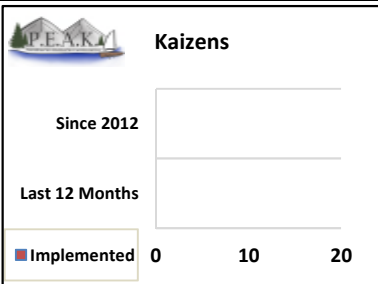 P.E.A.K.
Kaizens
Since 2012
Last 12 Months
Implemented
0 10 20